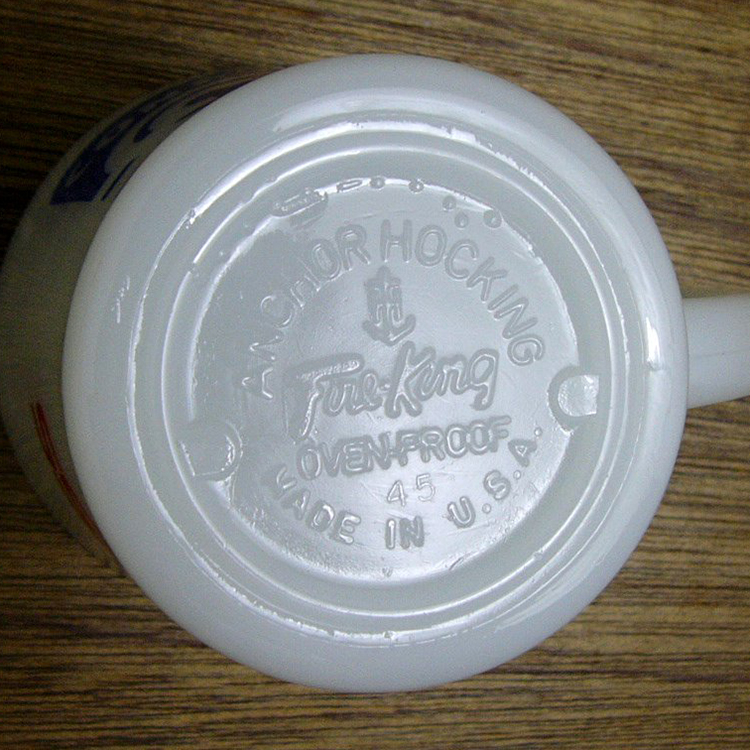 ANCHOR HOCKING
Fire-King
OVEN-PROOF
45
MADE IN U.S.A.